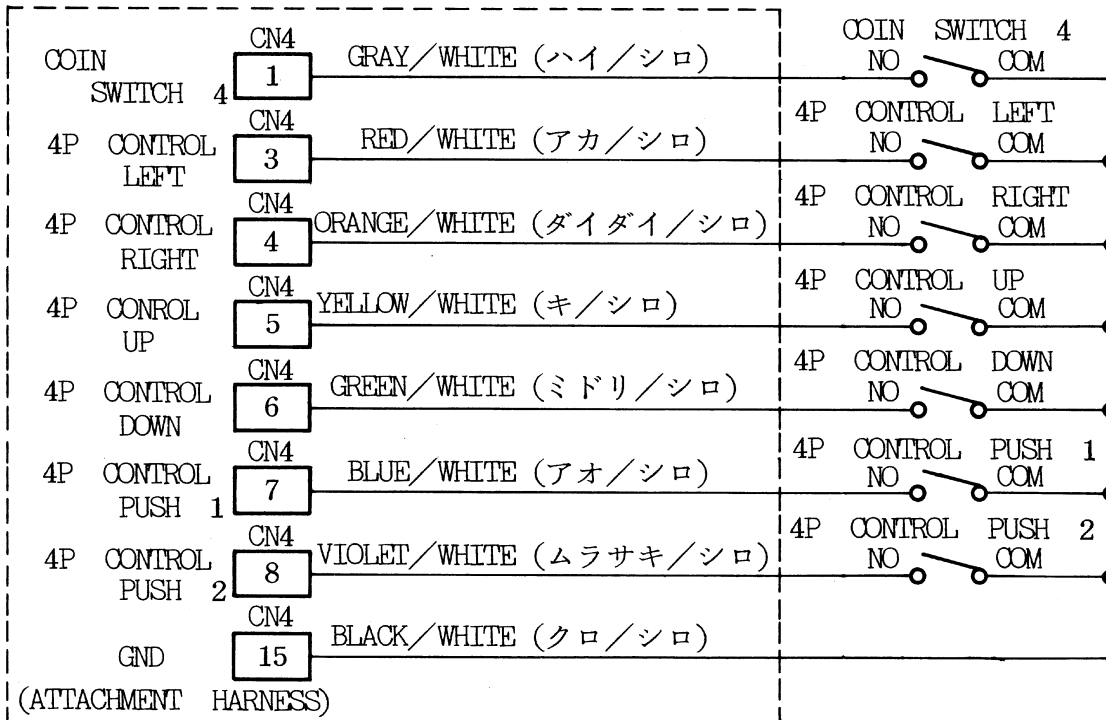 COIN SWITCH 4
CN4
1
GRAY/WHITE (ハイ/シロ)
COIN SWITCH 4
NO COM
4P CONTROL LEFT
CN4
3
RED/WHITE (アカ/シロ)
4P CONTROL LEFT
NO COM
4P CONTROL RIGHT
CN4
4
ORANGE/WHITE (ダイダイ/シロ)
4P CONTROL RIGHT
NO COM
4P CONROL UP
CN4
5
YELLOW/WHITE (キ/シロ)
4P CONTROL UP
NO COM
4P CONTROL DOWN
CN4
6
GREEN/WHITE (ミドリ/シロ)
4P CONTROL DOWN
NO COM
4P CONTROL PUSH 1
CN4
7
BLUE/WHITE (アオ/シロ)
4P CONTROL PUSH 1
NO COM
4P CONTROL PUSH 2
CN4
8
VIOLET/WHITE (ムラサキ/シロ)
4P CONTROL PUSH 2
NO COM
GND
CN4
15
BLACK/WHITE (クロ/シロ)
(ATTACHMENT HARNESS)